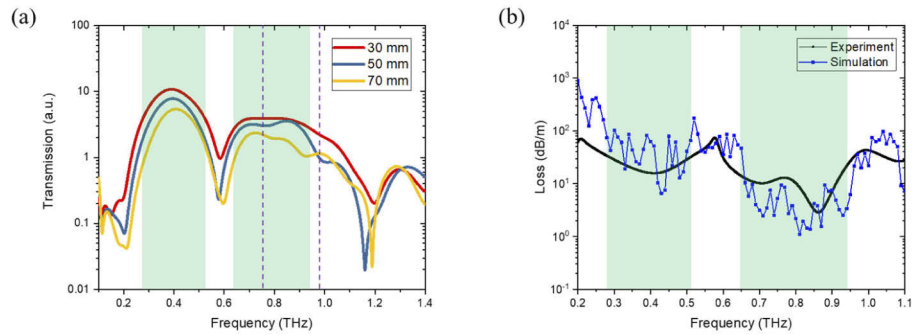 (a)
Transmission (a.u.)
100
10
1
0.1
0.01
30 mm
50 mm
70 mm
0.2 0.4 0.6 0.8 1.0 1.2 1.4
Frequency (THz)
(b)
Loss (dB/m)
10⁴
10³
10²
10¹
10⁰
10⁻¹
Experiment
Simulation
0.2 0.3 0.4 0.5 0.6 0.7 0.8 0.9 1.0 1.1
Frequency (THz)